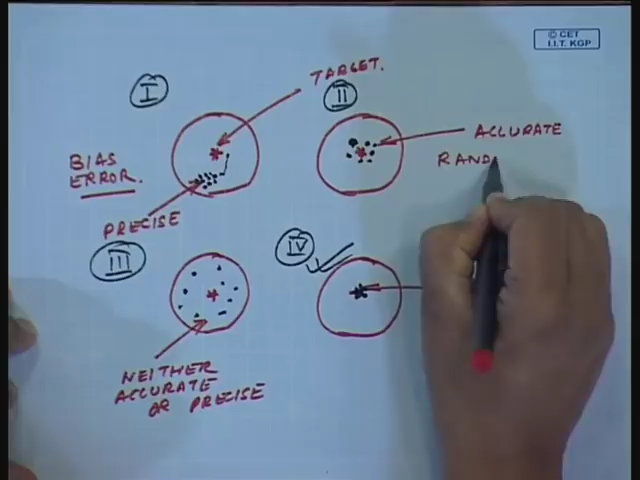 © CET
I.I.T. KGP
TARGET.
I
II
ACCURATE
RAND
BIAS
ERROR.
PRECISE
III
IV
NEITHER
ACCURATE
OR PRECISE